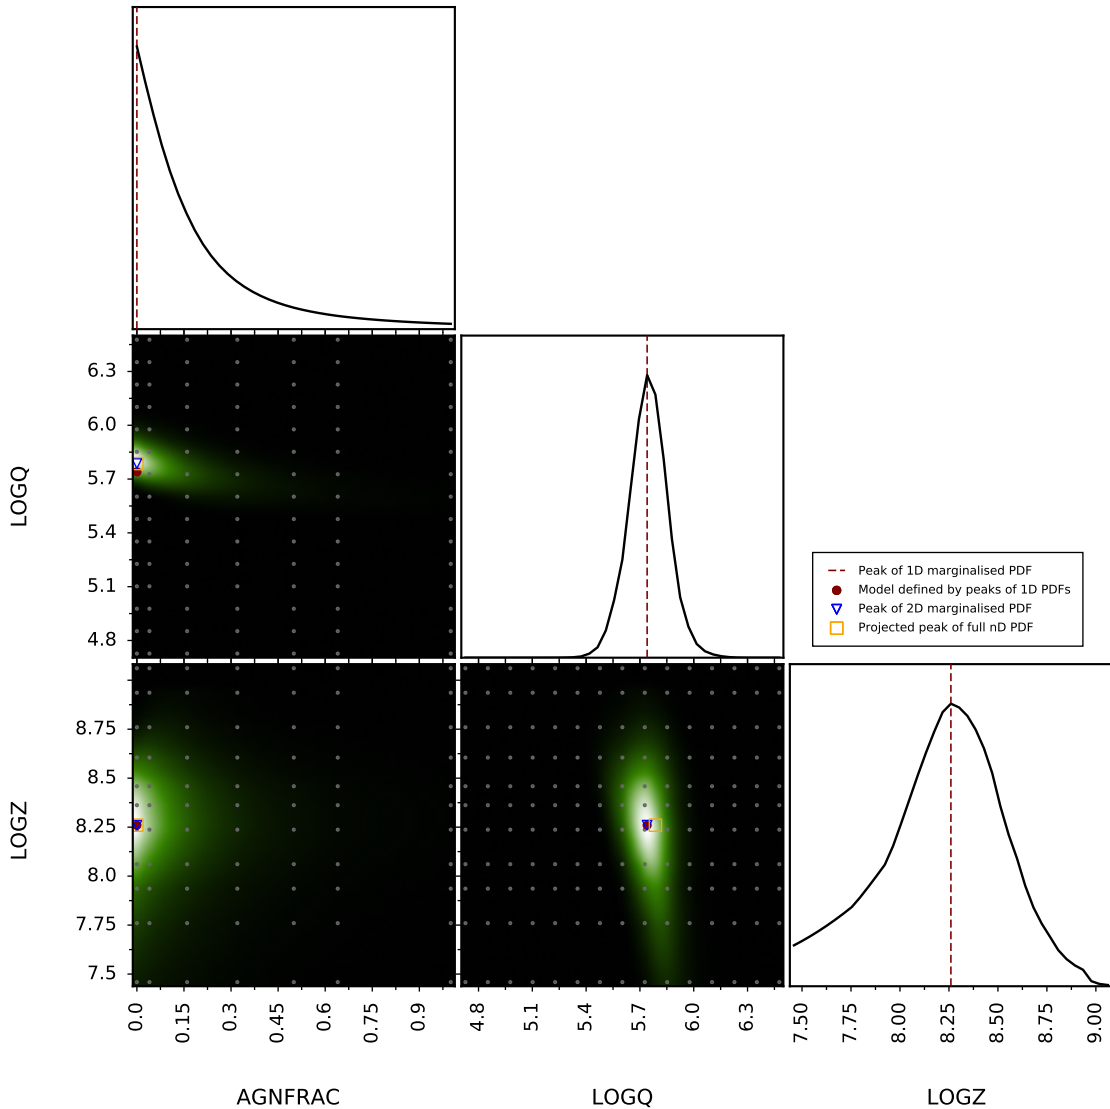 6.3
6.0
5.7
5.4
5.1
4.8
LOGQ
Peak of 1D marginalised PDF
Model defined by peaks of 1D PDFs
Peak of 2D marginalised PDF
Projected peak of full nD PDF
8.75
8.5
8.25
8.0
7.75
7.5
LOGZ
0.0 0.15 0.3 0.45 0.6 0.75 0.9
4.8 5.1 5.4 5.7 6.0 6.3
7.50 7.75 8.00 8.25 8.50 8.75 9.00
AGNFRAC
LOGQ
LOGZ